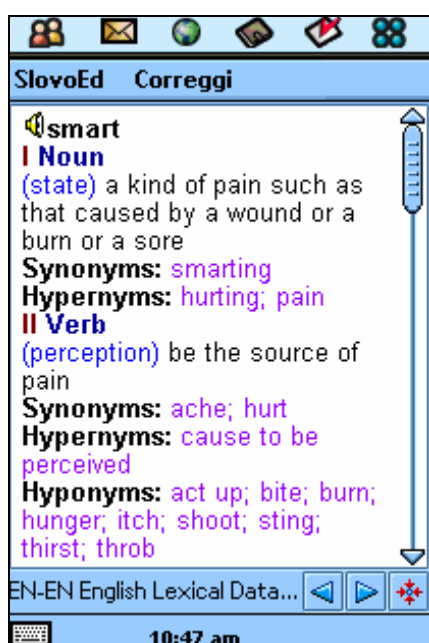 SlovoEd Correggi
smart
I Noun
(state) a kind of pain such as
that caused by a wound or a
burn or a sore
Synonyms: smarting
Hypernyms: hurting; pain
II Verb
(perception) be the source of
pain
Synonyms: ache; hurt
Hypernyms: cause to be
perceived
Hyponyms: act up; bite; burn;
hunger; itch; shoot; sting;
thirst; throb
EN-EN English Lexical Data...
10:47 am